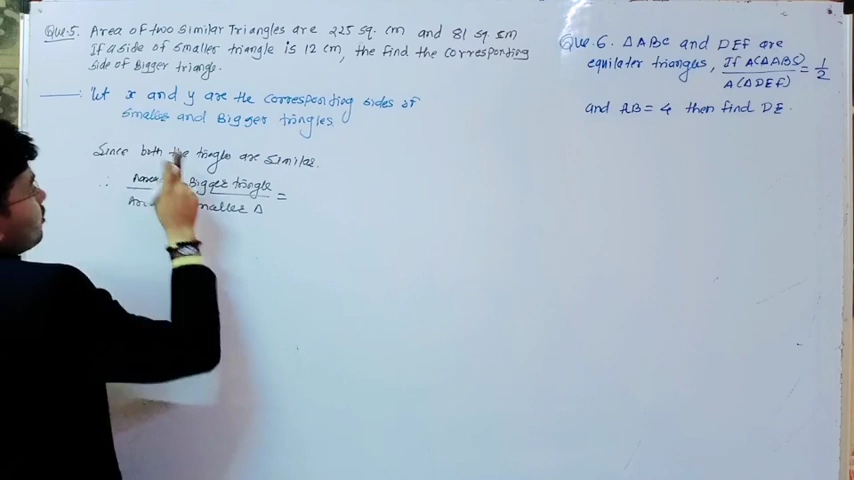 Que.5. Area of two Similar Triangles are 225 sq. cm and 81 sq. cm
If a side of smaller triangle is 12 cm, the find the corresponding
side of Bigger triangle.
Let x and y are the corresponding sides of
smaller and Bigger triangles.
Since both the triangles are similar.
∴ Bigger triangle =
smaller Δ
Que.6. ΔABC and DEF are
equilater triangles, If A(ΔABC)/A(ΔDEF) = 1/2
and AB = 4 then find DE.